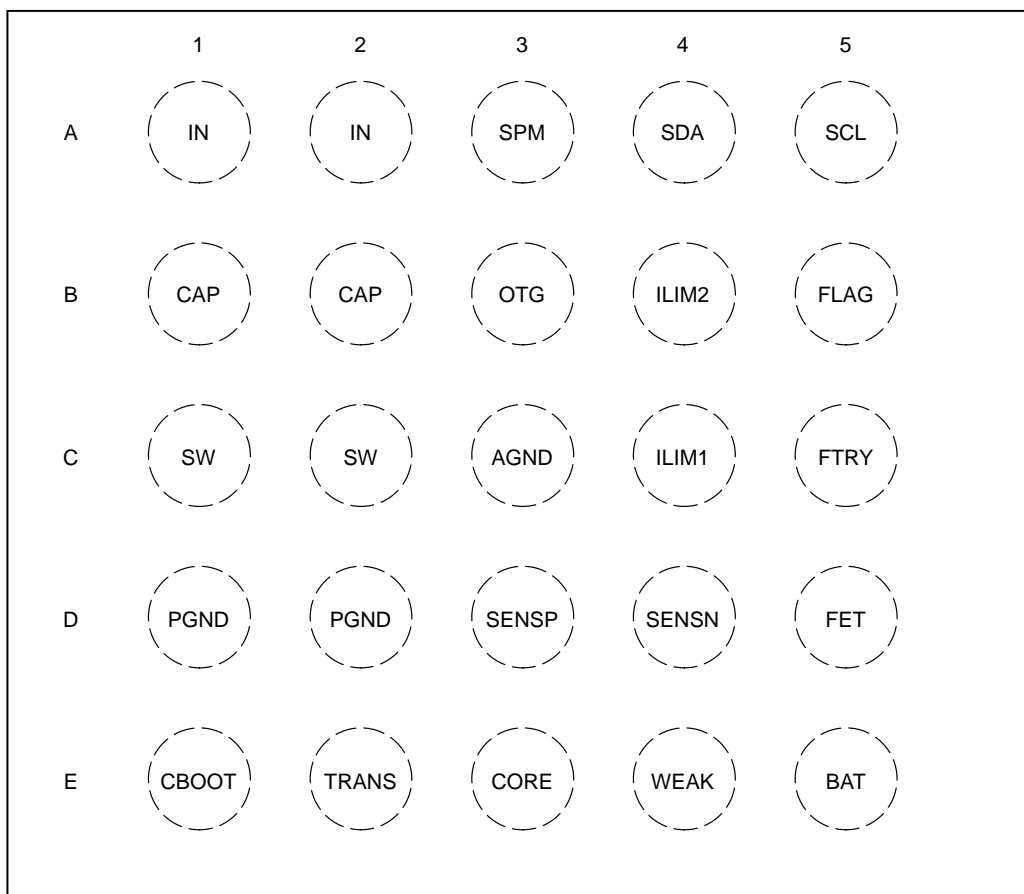 1 2 3 4 5
A IN IN SPM SDA SCL
B CAP CAP OTG ILIM2 FLAG
C SW SW AGND ILIM1 FTRY
D PGND PGND SENSP SENSN FET
E CBOOT TRANS CORE WEAK BAT